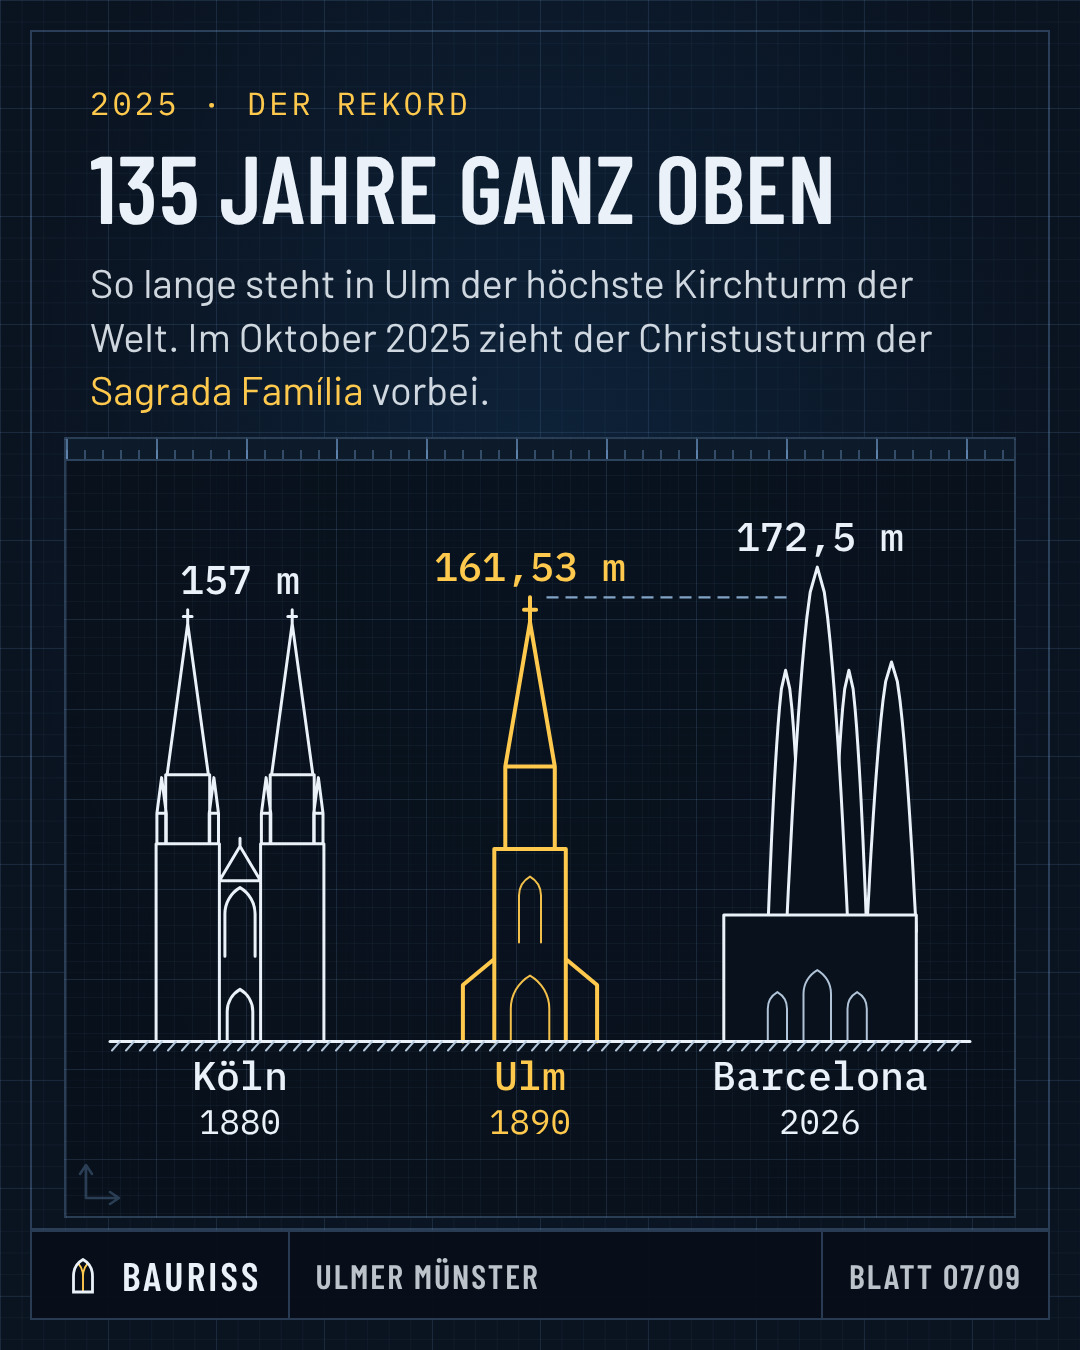 2025 · DER REKORD
135 JAHRE GANZ OBEN
So lange steht in Ulm der höchste Kirchturm der
Welt. Im Oktober 2025 zieht der Christusturm der
Sagrada Família vorbei.
157 m
161,53 m
172,5 m
Köln
1880
Ulm
1890
Barcelona
2026
BAURISS
ULMER MÜNSTER
BLATT 07/09